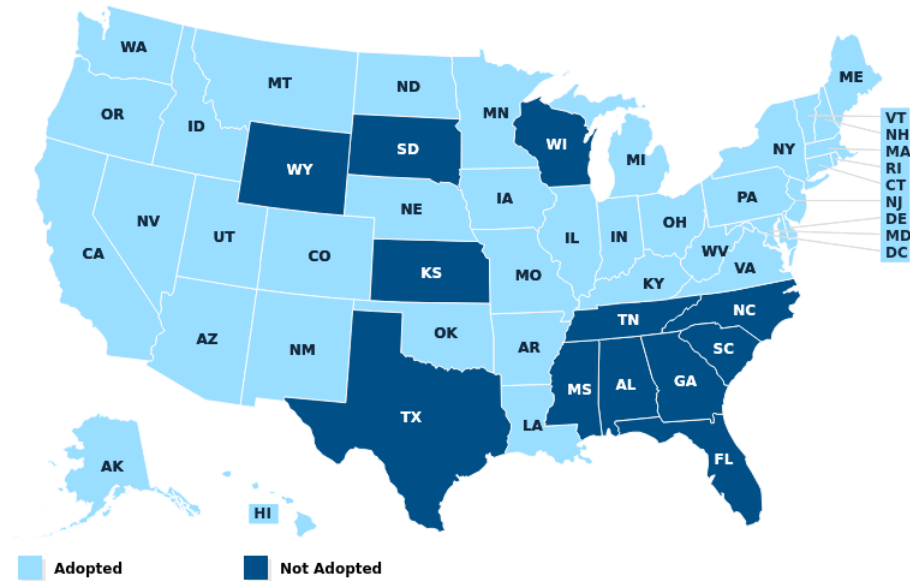 WA
MT
ND
MN
ME
OR
ID
SD
WI
VT
NH
MA
WY
MI
NY
RI
CT
NE
IA
PA
NJ
NV
UT
CO
IL
IN
OH
DE
CA
KS
MO
WV
VA
MD
KY
DC
AZ
NM
OK
AR
TN
NC
SC
TX
MS
AL
GA
LA
FL
AK
HI
Adopted
Not Adopted